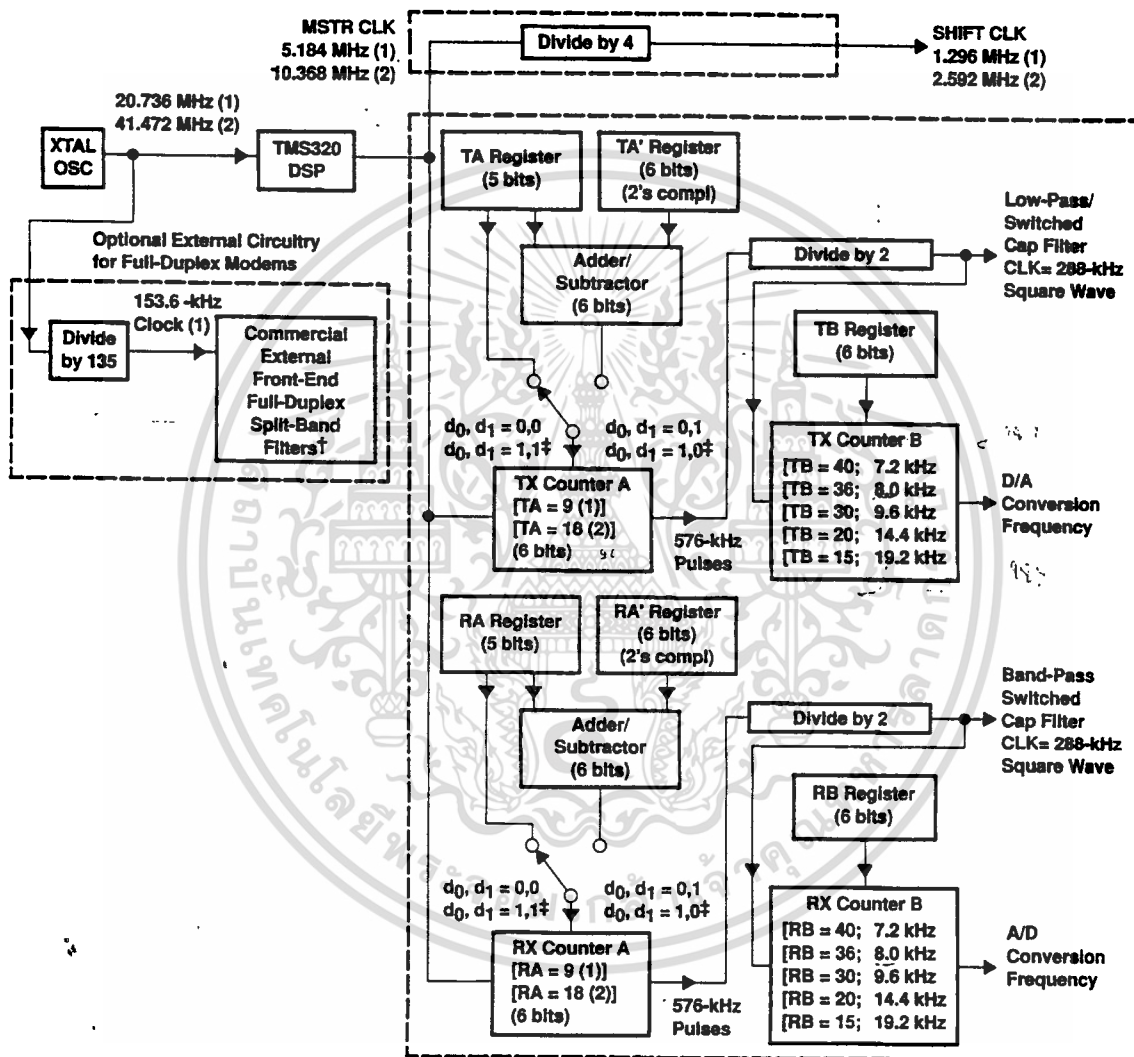 MSTR CLK
5.184 MHz (1)
10.368 MHz (2)
Divide by 4
SHIFT CLK
1.296 MHz (1)
2.592 MHz (2)
20.736 MHz (1)
41.472 MHz (2)
XTAL
OSC
TMS320
DSP
Optional External Circuitry
for Full-Duplex Modems
153.6 -kHz
Clock (1)
Divide
by 135
Commercial
External
Front-End
Full-Duplex
Split-Band
Filters†
TA Register
(5 bits)
TA' Register
(6 bits)
(2's compl)
Adder/
Subtractor
(6 bits)
d0, d1 = 0,0
d0, d1 = 1,1‡
d0, d1 = 0,1
d0, d1 = 1,0‡
TX Counter A
[TA = 9 (1)]
[TA = 18 (2)]
(6 bits)
576-kHz
Pulses
Divide by 2
Low-Pass/
Switched
Cap Filter
CLK= 288-kHz
Square Wave
TB Register
(6 bits)
TX Counter B
[TB = 40; 7.2 kHz
[TB = 36; 8.0 kHz
[TB = 30; 9.6 kHz
[TB = 20; 14.4 kHz
[TB = 15; 19.2 kHz
D/A
Conversion
Frequency
RA Register
(5 bits)
RA' Register
(6 bits)
(2's compl)
Adder/
Subtractor
(6 bits)
d0, d1 = 0,0
d0, d1 = 1,1‡
d0, d1 = 0,1
d0, d1 = 1,0‡
RX Counter A
[RA = 9 (1)]
[RA = 18 (2)]
(6 bits)
576-kHz
Pulses
Divide by 2
Band-Pass
Switched
Cap Filter
CLK= 288-kHz
Square Wave
RB Register
(6 bits)
RX Counter B
[RB = 40; 7.2 kHz
[RB = 36; 8.0 kHz
[RB = 30; 9.6 kHz
[RB = 20; 14.4 kHz
[RB = 15; 19.2 kHz
A/D
Conversion
Frequency